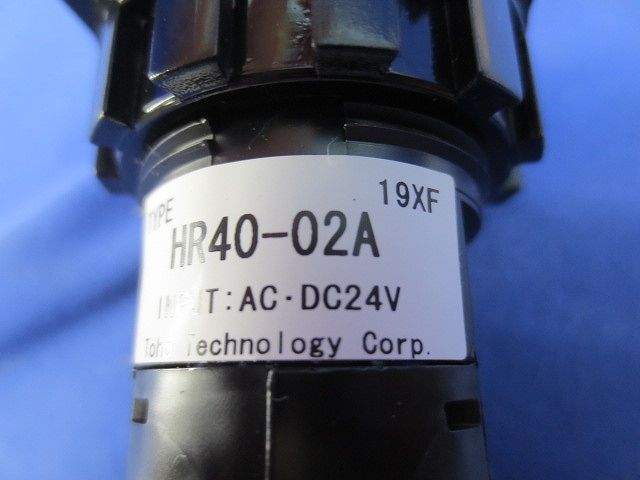 19XF
TYPE
HR40-02A
INPUT:AC·DC24V
Toho Technology Corp.